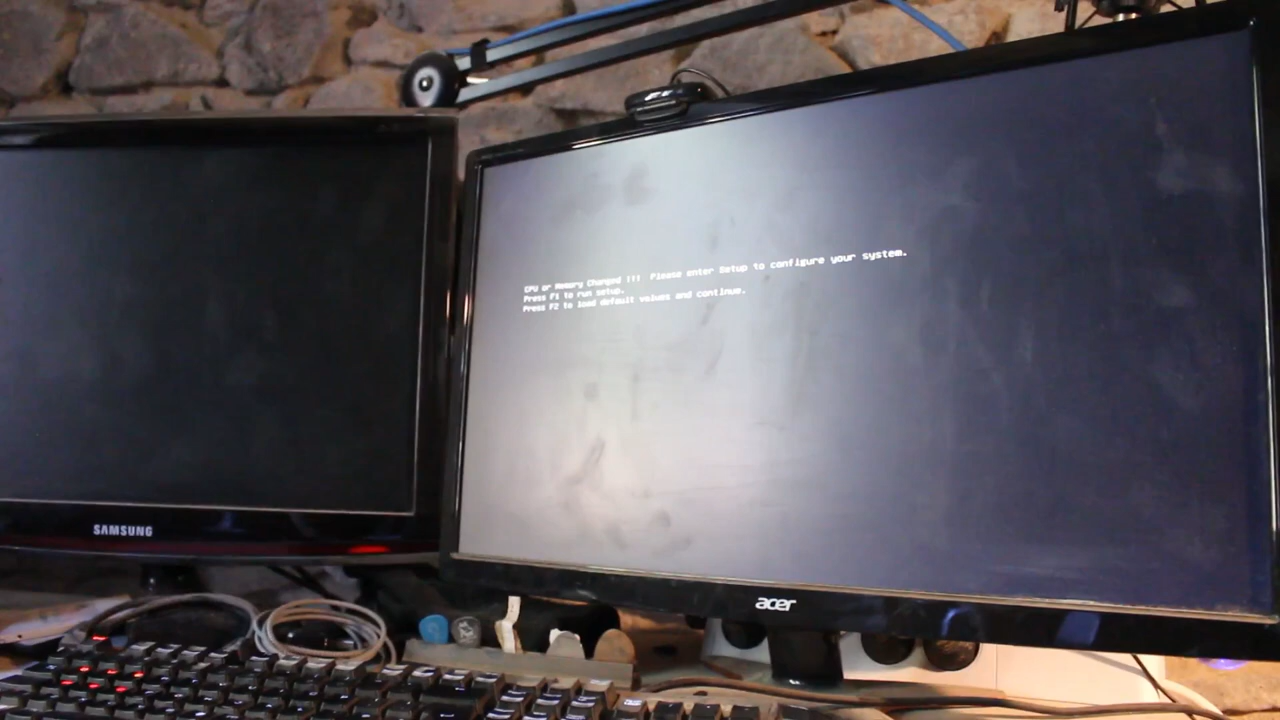 CPU or Memory Changed !!! Please enter Setup to configure your system.
Press F1 to run setup.
Press F2 to load default values and continue.
SAMSUNG
acer